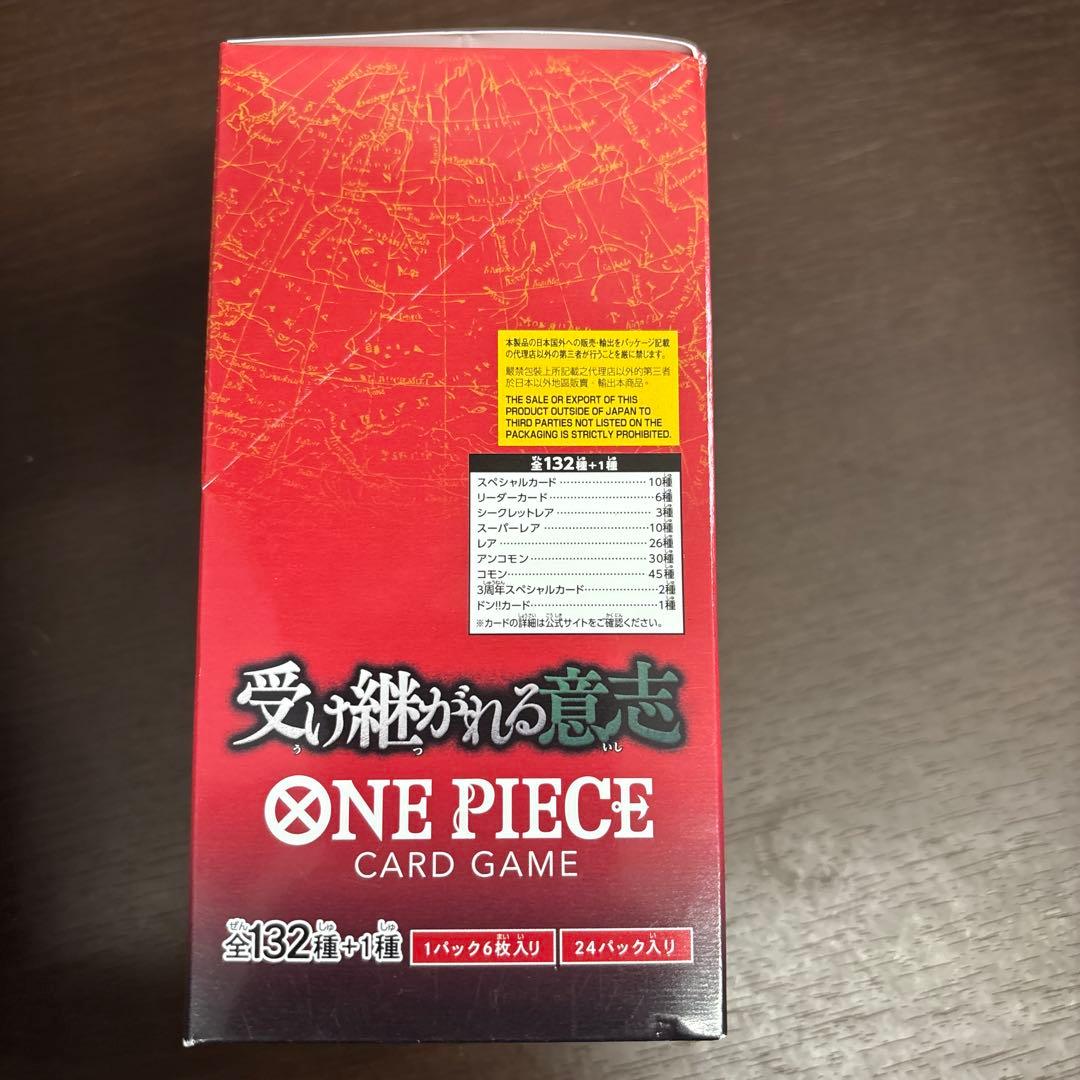 本製品の日本国外への販売・輸出をパッケージ記載
の代理店以外の第三者が行うことを厳に禁じます。
嚴禁包裝上所記載之代理店以外的第三者
於日本以外地區販賣・輸出本商品。
THE SALE OR EXPORT OF THIS
PRODUCT OUTSIDE OF JAPAN TO
THIRD PARTIES NOT LISTED ON THE
PACKAGING IS STRICTLY PROHIBITED.
全132種+1種
スペシャルカード……………………10種
リーダーカード……………………6種
シークレットレア……………………3種
スーパーレア……………………10種
レア……………………26種
アンコモン……………………30種
コモン……………………45種
3周年スペシャルカード……………………2種
ドン!!カード……………………1種
※カードの詳細は公式サイトをご確認ください。
受け継がれる意志
ONE PIECE
CARD GAME
全132種+1種 1パック6枚入り 24パック入り